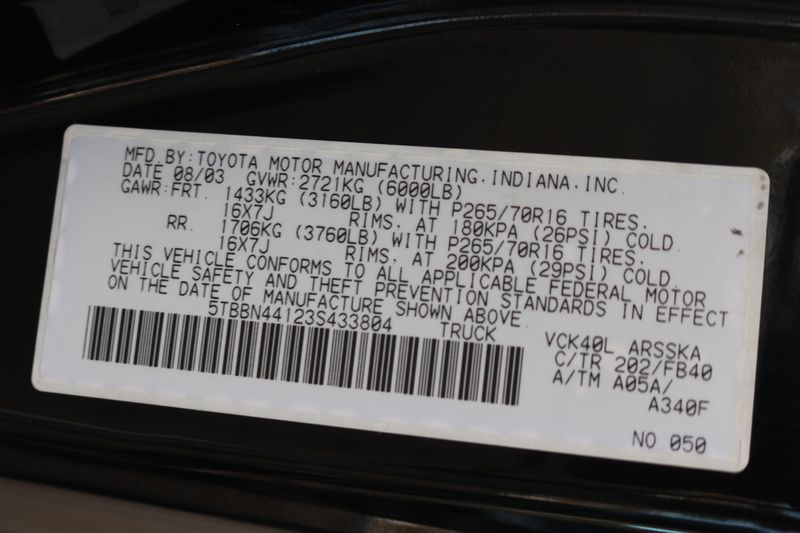 MFD.BY:TOYOTA MOTOR MANUFACTURING.INDIANA.INC.
DATE 08/03 GVWR:2721KG (6000LB)
GAWR:FRT. 1433KG (3160LB) WITH P265/70R16 TIRES.
16X7J RIMS. AT 180KPA (26PSI) COLD
RR. 1706KG (3760LB) WITH P265/70R16 TIRES.
16X7J RIMS. AT 200KPA (29PSI) COLD
THIS VEHICLE CONFORMS TO ALL APPLICABLE FEDERAL MOTOR
VEHICLE SAFETY AND THEFT PREVENTION STANDARDS IN EFFECT
ON THE DATE OF MANUFACTURE SHOWN ABOVE.
5TBBN44123S433804 TRUCK
VCK40L ARSSKA
C/TR 202/FB40
A/TM A05A/
A340F
NO.050